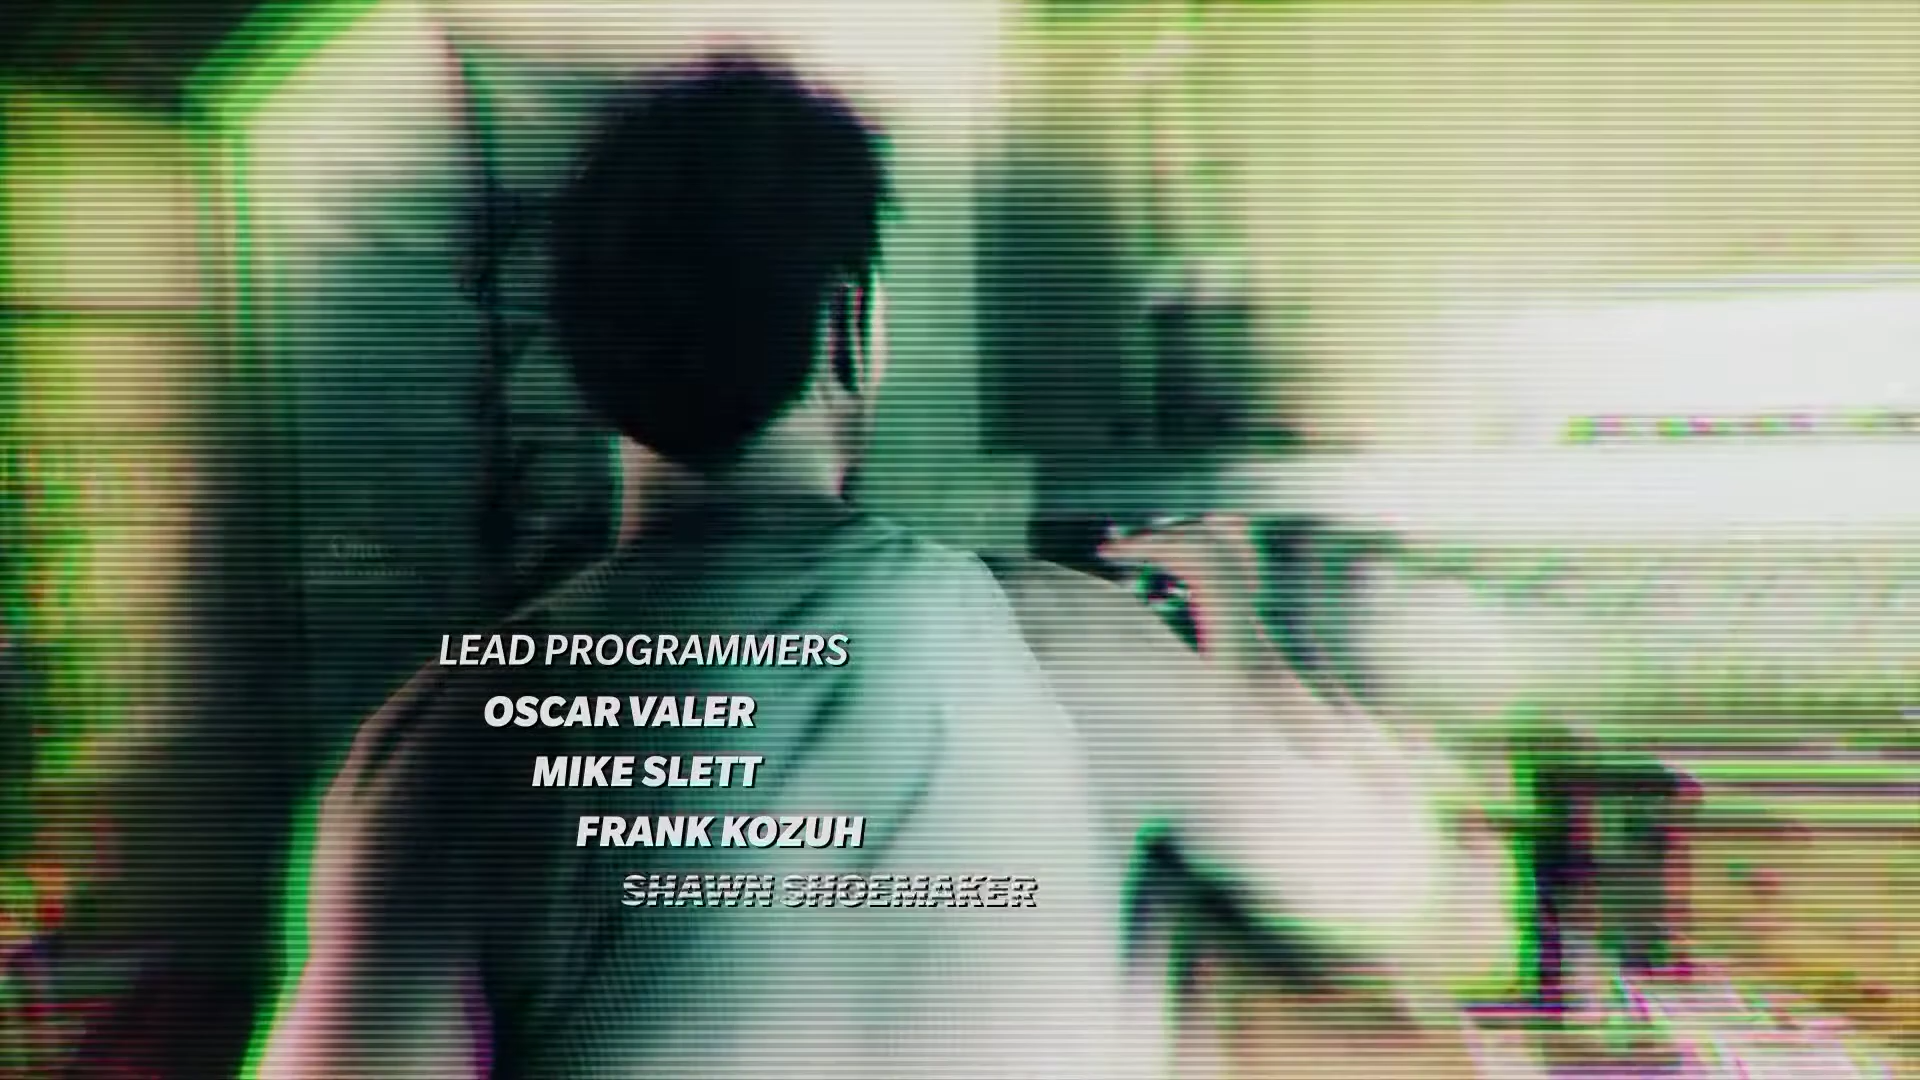 LEAD PROGRAMMERS
OSCAR VALER
MIKE SLETT
FRANK KOZUH
SHAWN SHOEMAKER